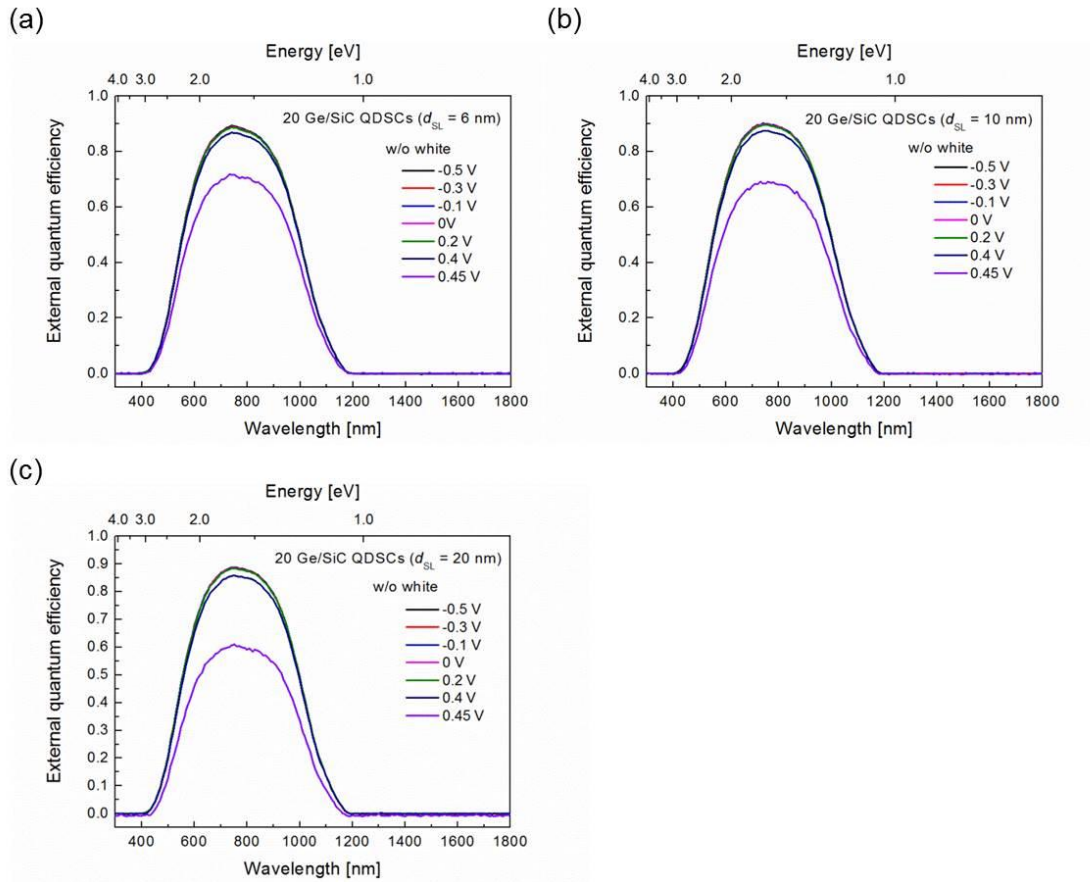 (a)
Energy [eV]
4.0 3.0 2.0 1.0
1.0
0.8
0.6
0.4
0.2
0.0
External quantum efficiency
20 Ge/SiC QDSCs (dSL = 6 nm)
w/o white
-0.5 V
-0.3 V
-0.1 V
0V
0.2 V
0.4 V
0.45 V
400 600 800 1000 1200 1400 1600 1800
Wavelength [nm]
(b)
Energy [eV]
4.0 3.0 2.0 1.0
1.0
0.8
0.6
0.4
0.2
0.0
External quantum efficiency
20 Ge/SiC QDSCs (dSL = 10 nm)
w/o white
-0.5 V
-0.3 V
-0.1 V
0 V
0.2 V
0.4 V
0.45 V
400 600 800 1000 1200 1400 1600 1800
Wavelength [nm]
(c)
Energy [eV]
4.0 3.0 2.0 1.0
1.0
0.9
0.8
0.7
0.6
0.5
0.4
0.3
0.2
0.1
0.0
External quantum efficiency
20 Ge/SiC QDSCs (dSL = 20 nm)
w/o white
-0.5 V
-0.3 V
-0.1 V
0 V
0.2 V
0.4 V
0.45 V
400 600 800 1000 1200 1400 1600 1800
Wavelength [nm]